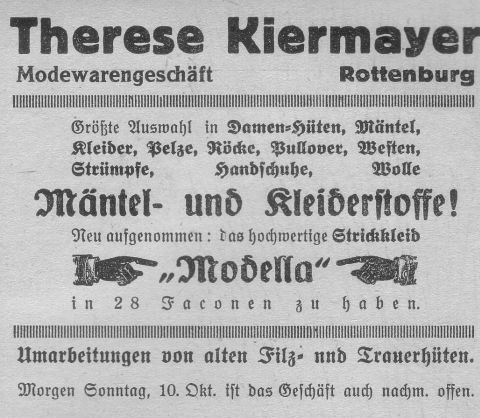 Therese Kiermayer
Modewarengeschäft Rottenburg
Größte Auswahl in Damen-Hüten, Mäntel,
Kleider, Pelze, Röcke, Pullover, Westen,
Strümpfe, Handschuhe, Wolle
Mäntel- und Kleiderstoffe!
Neu aufgenommen: das hochwertige Strickkleid
„Modella“
in 28 Faconen zu haben.
Umarbeitungen von alten Filz- nnd Trauerhüten.
Morgen Sonntag, 10. Okt. ist das Geschäft auch nachm. offen.